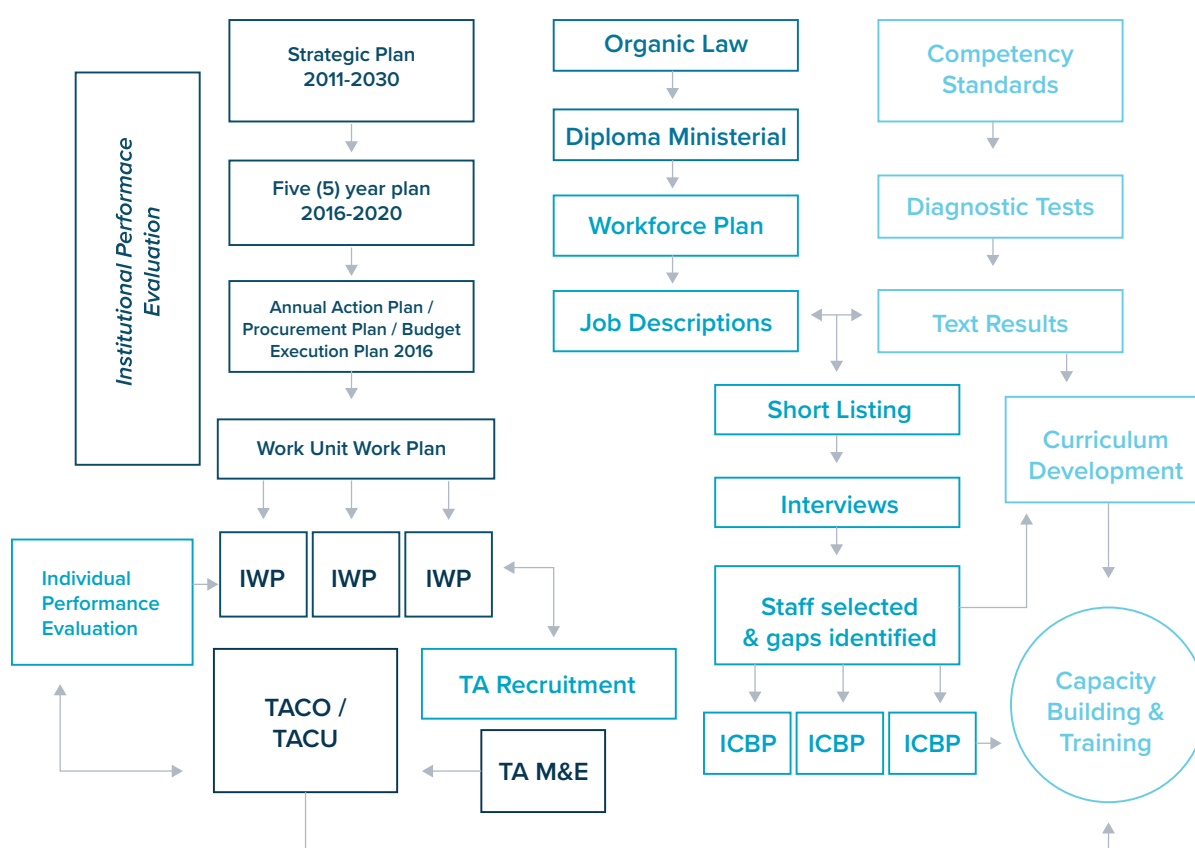 Institutional Performace
Evaluation
Strategic Plan
2011-2030
Five (5) year plan
2016-2020
Annual Action Plan /
Procurement Plan / Budget
Execution Plan 2016
Work Unit Work Plan
IWP
IWP
IWP
Individual
Performance
Evaluation
TACO /
TACU
TA Recruitment
TA M&E
Organic Law
Diploma Ministerial
Workforce Plan
Job Descriptions
Short Listing
Interviews
Staff selected
& gaps identified
ICBP
ICBP
ICBP
Competency
Standards
Diagnostic Tests
Text Results
Curriculum
Development
Capacity
Building &
Training